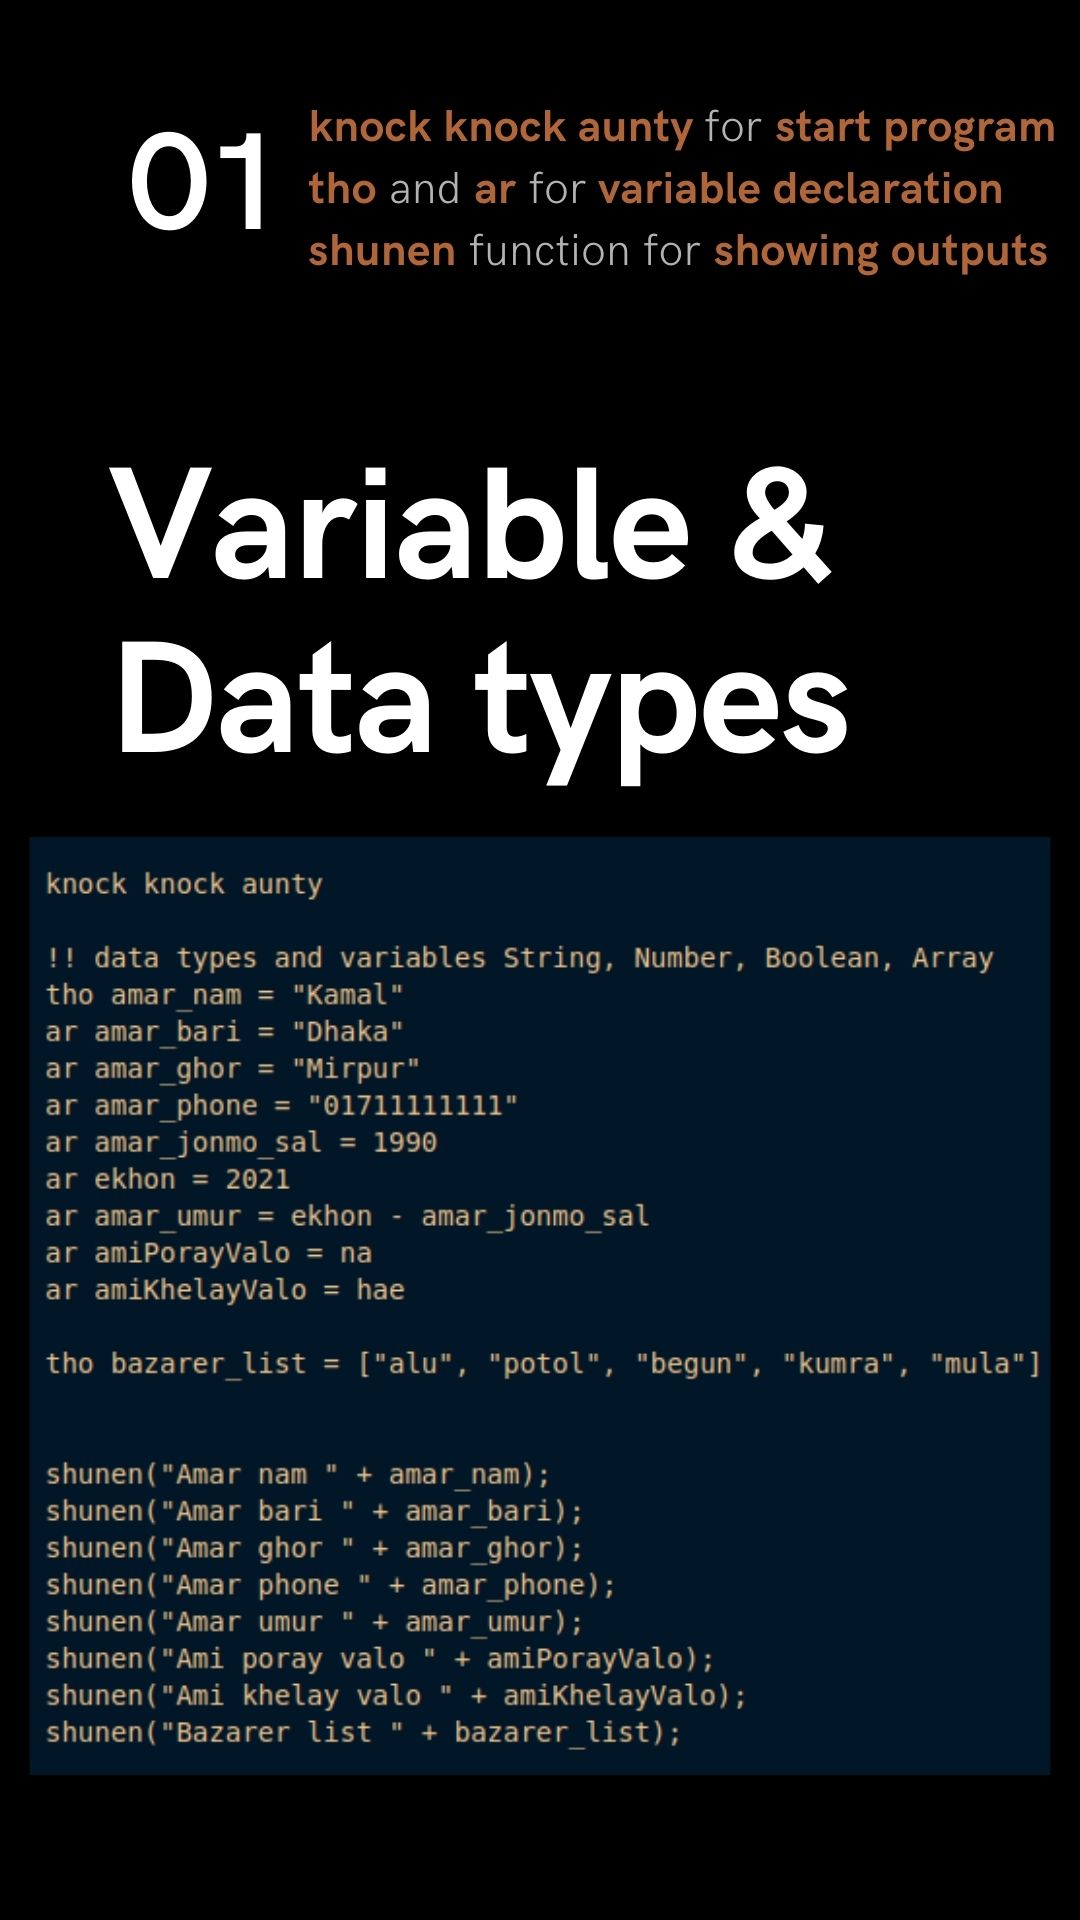 01
knock knock aunty for start program
tho and ar for variable declaration
shunen function for showing outputs
Variable &
Data types
knock knock aunty
!! data types and variables String, Number, Boolean, Array
tho amar_nam = "Kamal"
ar amar_bari = "Dhaka"
ar amar_ghor = "Mirpur"
ar amar_phone = "01711111111"
ar amar_jonmo_sal = 1990
ar ekhon = 2021
ar amar_umur = ekhon - amar_jonmo_sal
ar amiPorayValo = na
ar amiKhelayValo = hae
tho bazarer_list = ["alu", "potol", "begun", "kumra", "mula"]
shunen("Amar nam " + amar_nam);
shunen("Amar bari " + amar_bari);
shunen("Amar ghor " + amar_ghor);
shunen("Amar phone " + amar_phone);
shunen("Amar umur " + amar_umur);
shunen("Ami poray valo " + amiPorayValo);
shunen("Ami khelay valo " + amiKhelayValo);
shunen("Bazarer list " + bazarer_list);